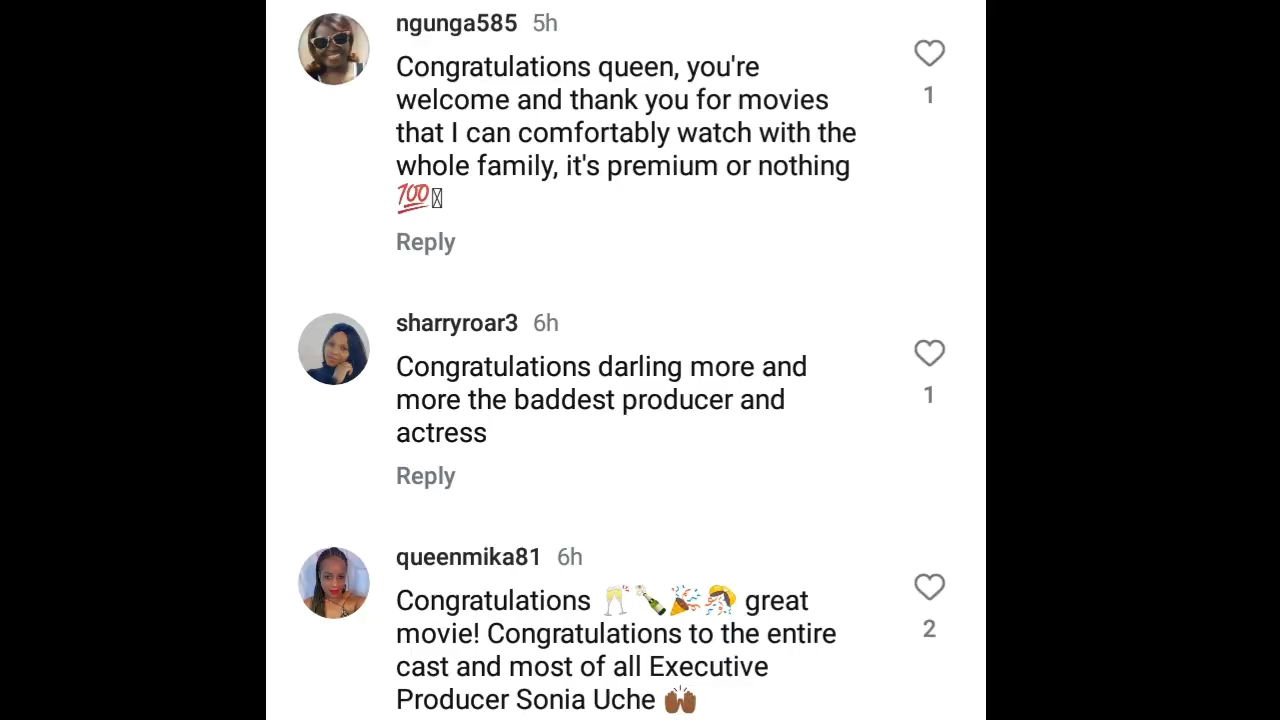 ngunga585 5h
Congratulations queen, you're
welcome and thank you for movies
that I can comfortably watch with the
whole family, it's premium or nothing
💯
1
Reply
sharryroar3 6h
Congratulations darling more and
more the baddest producer and
actress
1
Reply
queenmika81 6h
Congratulations 🥂🍾🎉🎊 great
movie! Congratulations to the entire
cast and most of all Executive
Producer Sonia Uche 🙌🏾
2